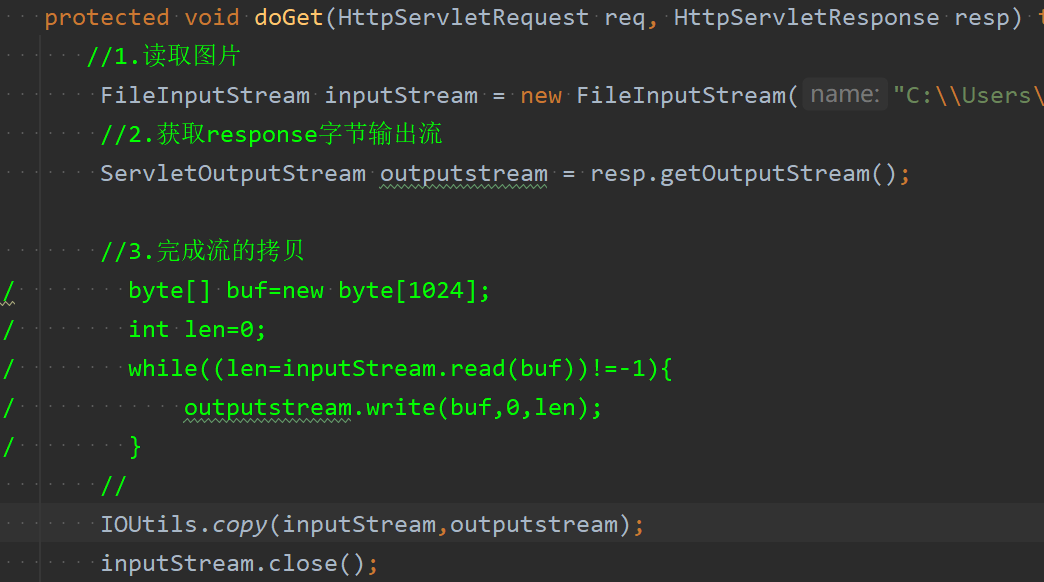 protected void doGet(HttpServletRequest req, HttpServletResponse resp)
//1.读取图片
FileInputStream inputStream = new FileInputStream( name: "C:\\Users\
//2.获取response字节输出流
ServletOutputStream outputstream = resp.getOutputStream();
//3.完成流的拷贝
/ byte[] buf=new byte[1024];
/ int len=0;
/ while((len=inputStream.read(buf))!=-1){
/ outputstream.write(buf,0,len);
/ }
//
IOUtils.copy(inputStream,outputstream);
inputStream.close();